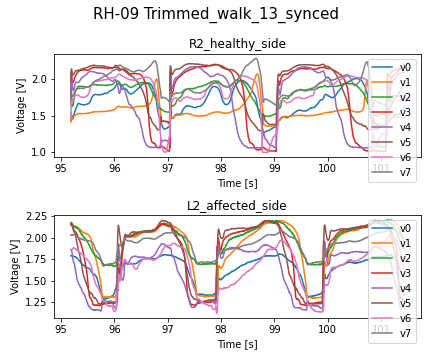 RH-09 Trimmed_walk_13_synced
R2_healthy_side
Voltage [V]
2.0
1.5
1.0
95
96
97
98
99
100
101
Time [s]
v0
v1
v2
v3
v4
v5
v6
v7
L2_affected_side
Voltage [V]
2.25
2.00
1.75
1.50
1.25
95
96
97
98
99
100
101
Time [s]
v0
v1
v2
v3
v4
v5
v6
v7